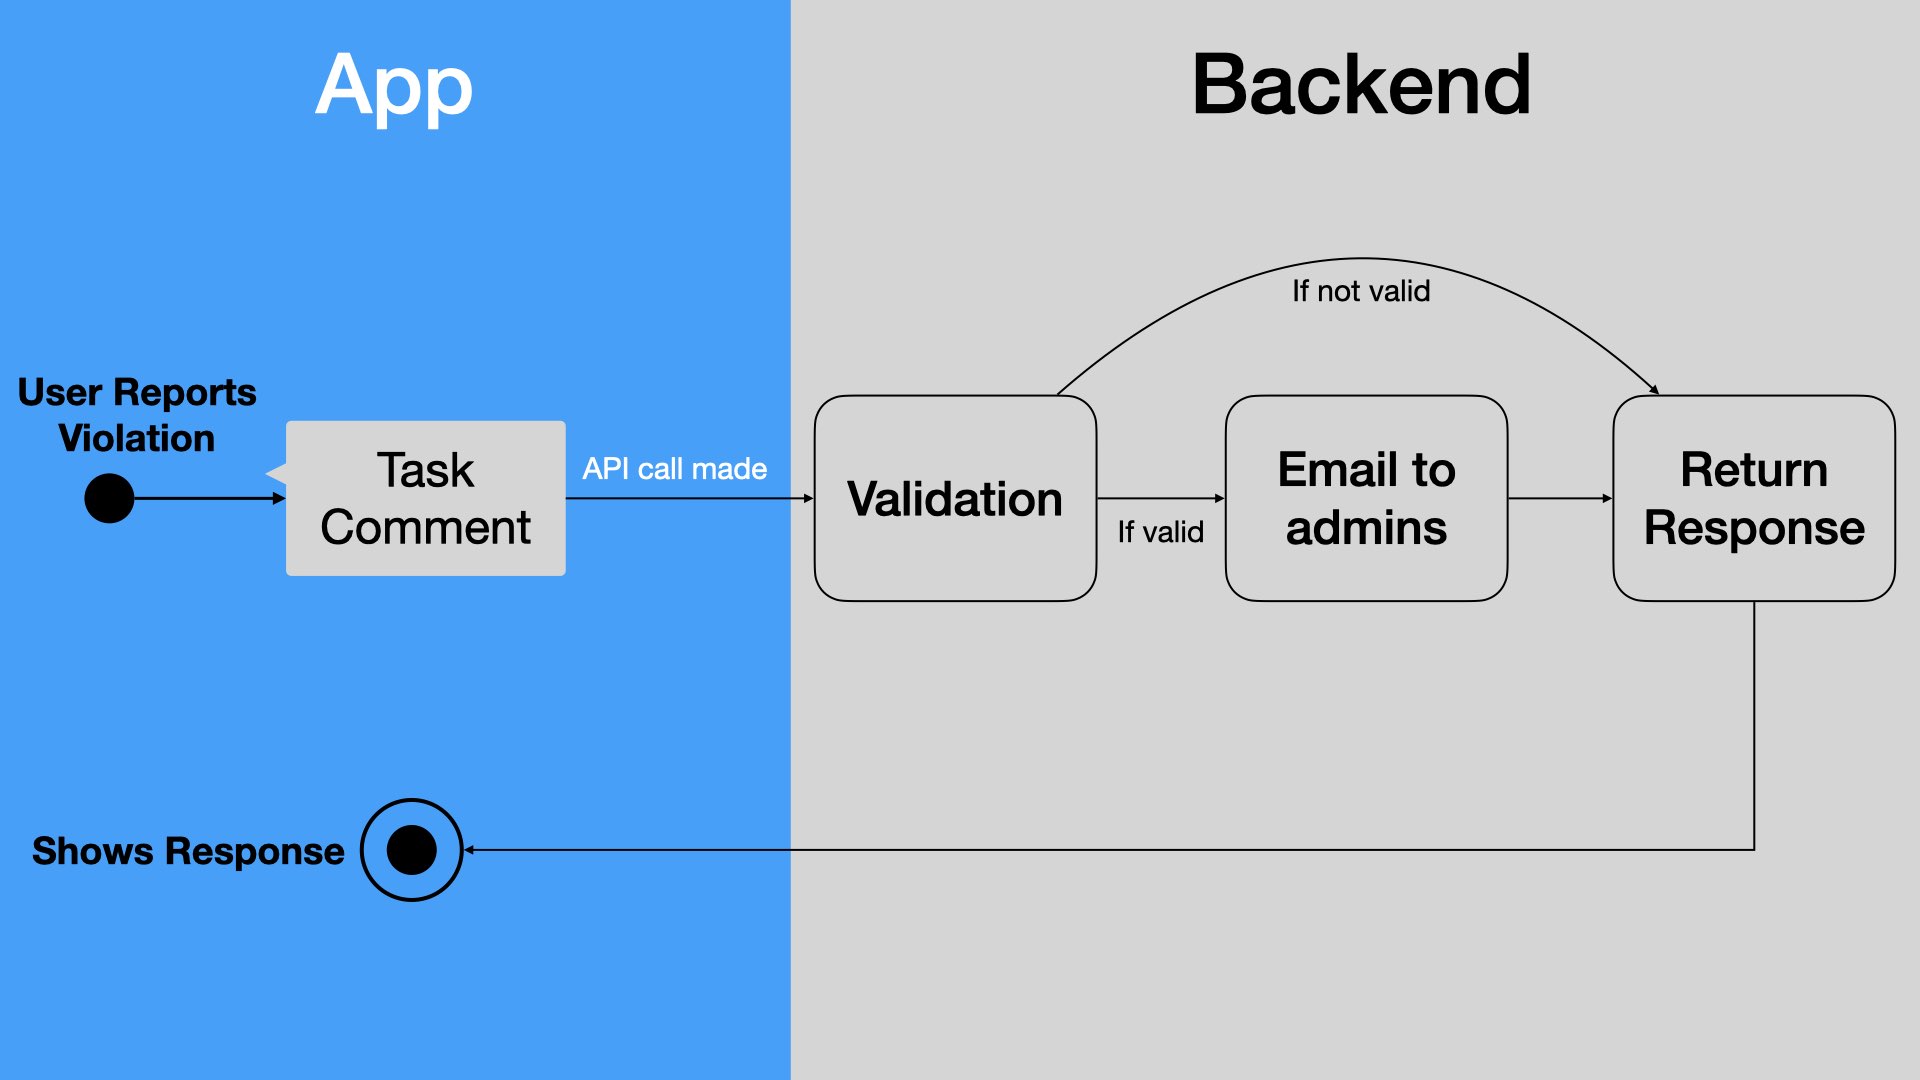 App
Backend
If not valid
User Reports
Violation
Task
Comment
API call made
Validation
If valid
Email to
admins
Return
Response
Shows Response